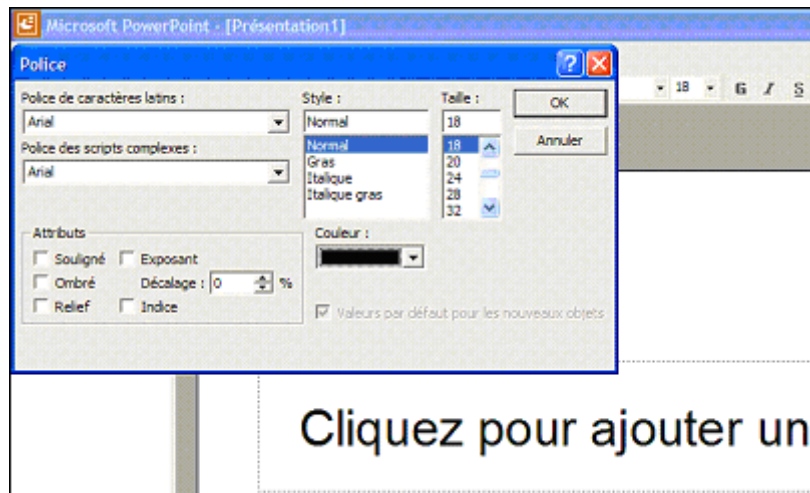 Microsoft PowerPoint - [Présentation1]
Police
Police de caractères latins :
Style :
Taille :
OK
Arial
Normal
18
18
G I S
Police des scripts complexes :
Normal
18
Annuler
Arial
Gras
20
Italique
24
Italique gras
28
32
Attributs
Couleur :
Souligné
Exposant
Ombré
Décalage : 0 %
Relief
Indice
Valeurs par défaut pour les nouveaux objets
Cliquez pour ajouter un